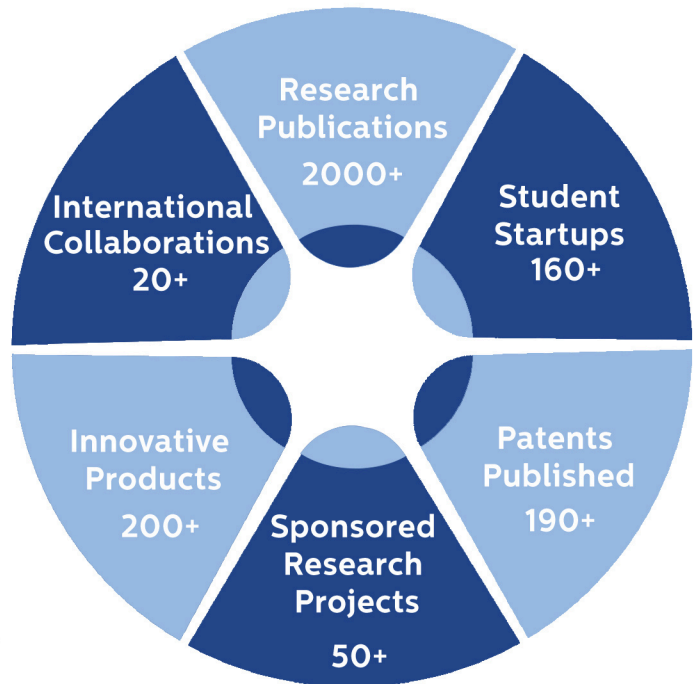 Research
Publications
2000+
Student
Startups
160+
Patents
Published
190+
Sponsored
Research
Projects
50+
Innovative
Products
200+
International
Collaborations
20+